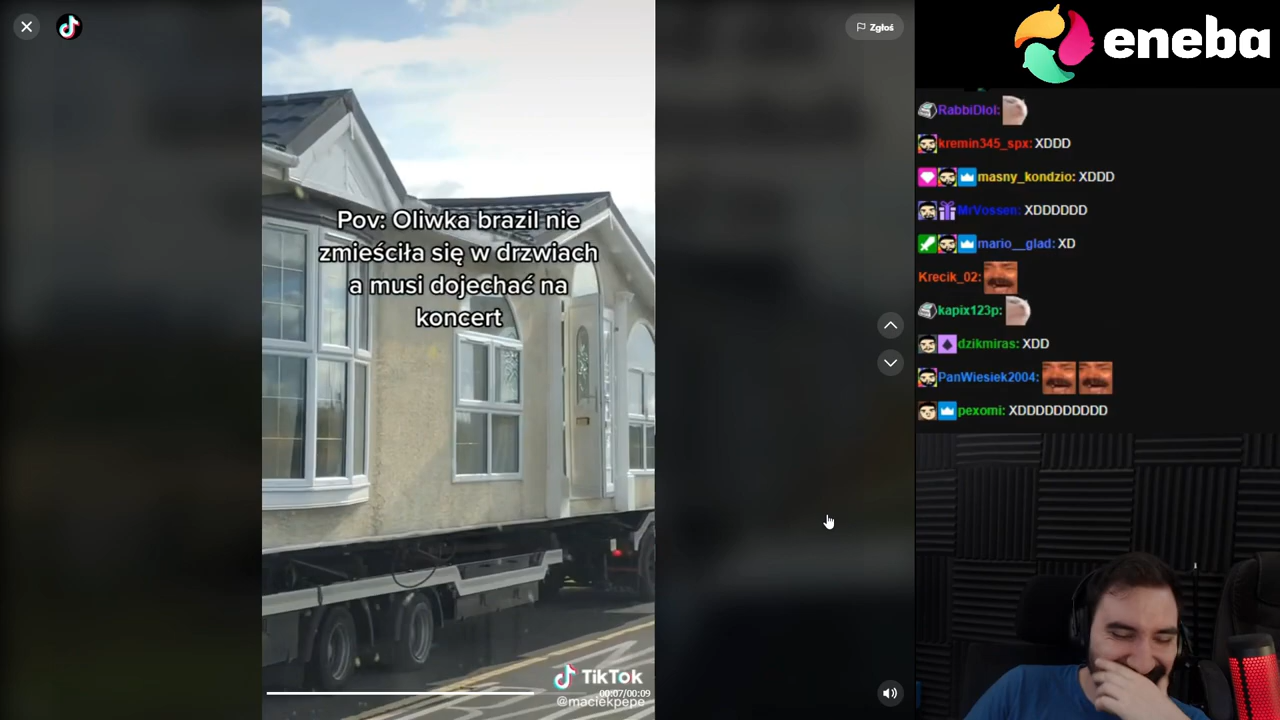 Zgłoś
Pov: Oliwka brazil nie
zmieściła się w drzwiach
a musi dojechać na
koncert
TikTok
00:07/00:09
@maciekpepe
eneba
RabbiDlol:
kremin345_spx: XDDD
masny_kondzio: XDDD
MrVossen: XDDDDDD
mario__glad: XD
Krecik_02:
kapix123p:
dzikmiras: XDD
PanWiesiek2004:
pexomi: XDDDDDDDDDD